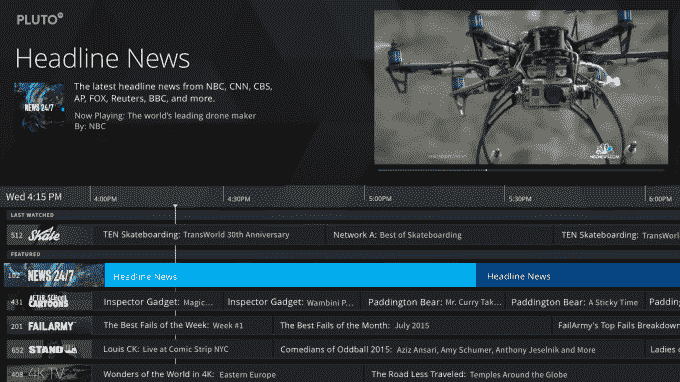 PLUTO TV
Headline News
NEWS 24/7
The latest headline news from NBC, CNN, CBS,
AP, FOX, Reuters, BBC, and more.
Now Playing: The world's leading drone maker
By: NBC
Wed 4:15 PM 4:00PM 4:30PM 5:00PM 5:30PM 6:00PM
LAST WATCHED
512 Skate TEN Skateboarding: TransWorld 30th Anniversary Network A: Best of Skateboarding TEN Skateboarding: TransWorl
FEATURED
102 NEWS 24/7 Headline News Headline News
431 AFTER SCHOOL CARTOONS Inspector Gadget: Magic... Inspector Gadget: Wambini P... Paddington Bear: Mr. Curry Tak... Paddington Bear: A Sticky Time Padding
201 FAILARMY The Best Fails of the Week: Week #1 The Best Fails of the Month: July 2015 FailArmy's Top Fails Breakdown
652 STAND Louis CK: Live at Comic Strip NYC Comedians of Oddball 2015: Aziz Ansari, Amy Schumer, Anthony Jeselnik and More Ladies
408 4K TV Wonders of the World in 4K: Eastern Europe The Road Less Traveled: Temples Around the Globe